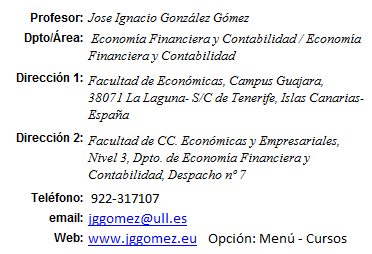 Profesor: Jose Ignacio González Gómez
Dpto/Área: Economía Financiera y Contabilidad / Economía
Financiera y Contabilidad
Dirección 1: Facultad de Económicas, Campus Guajara,
38071 La Laguna- S/C de Tenerife, Islas Canarias-
España
Dirección 2: Facultad de CC. Económicas y Empresariales,
Nivel 3, Dpto. de Economía Financiera y
Contabilidad, Despacho nº 7
Teléfono: 922-317107
email: jggomez@ull.es
Web: www.jggomez.eu Opción: Menú - Cursos